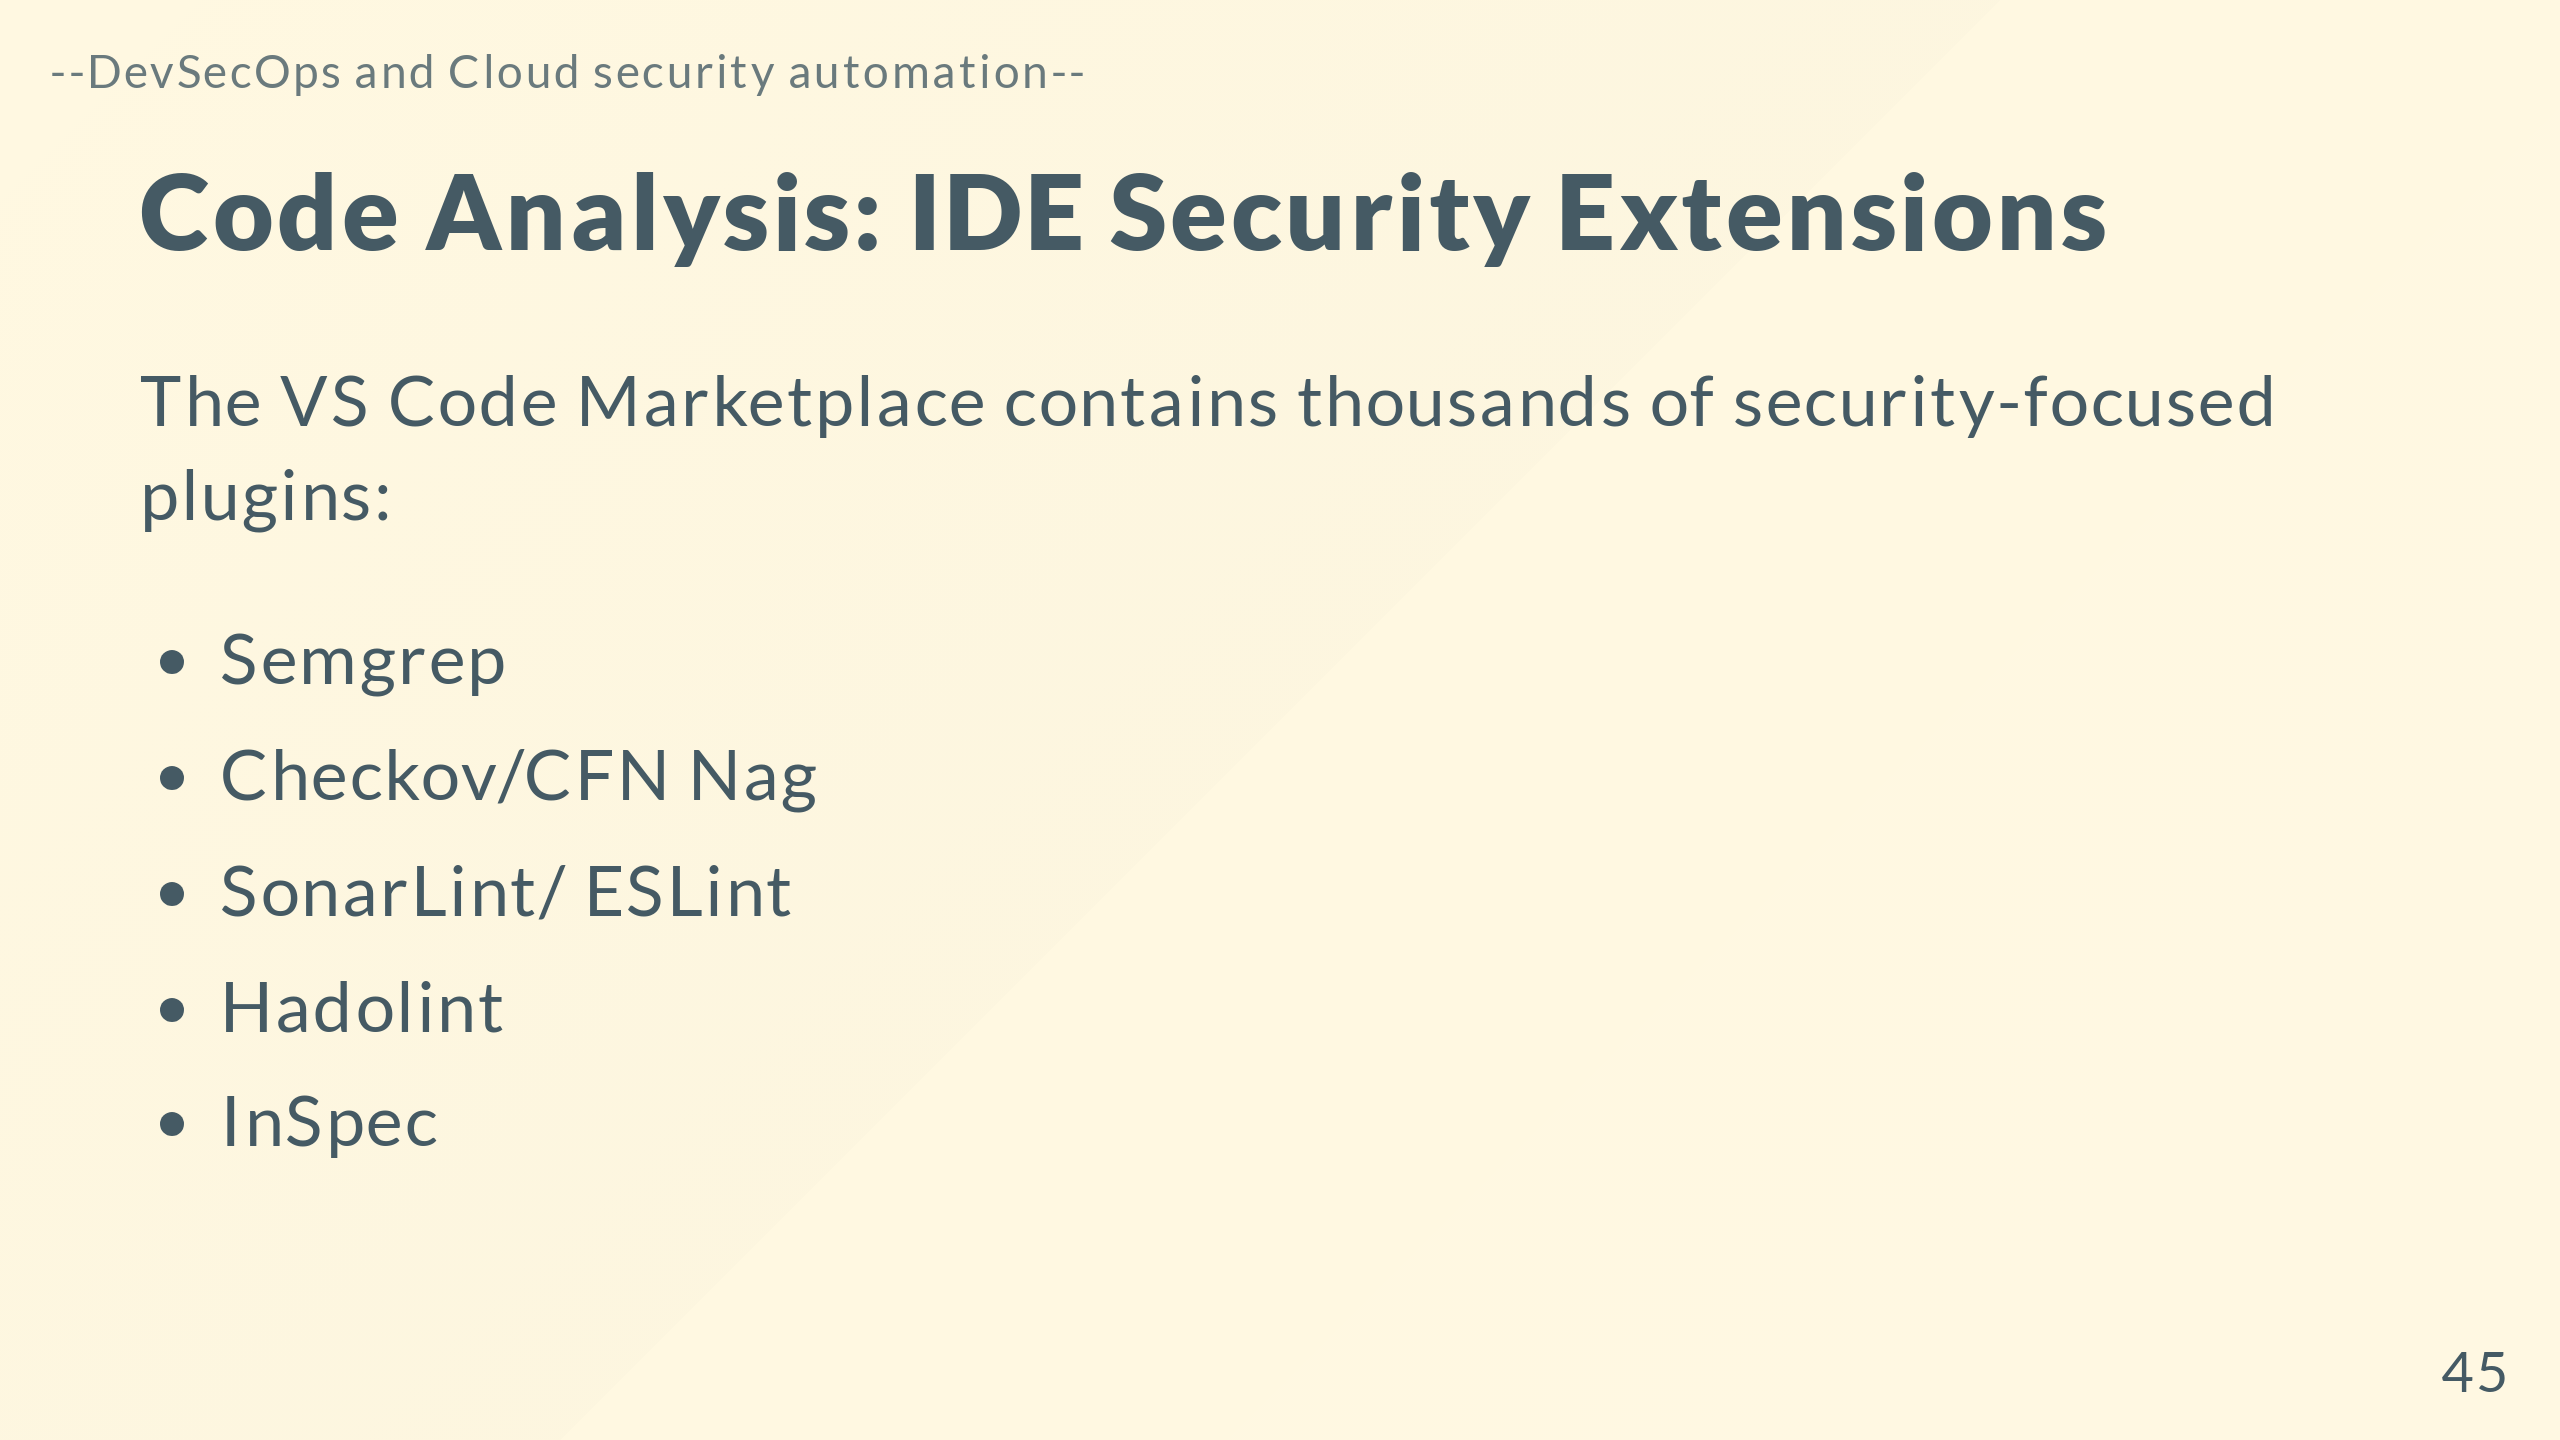 --DevSecOps and Cloud security automation--
Code Analysis: IDE Security Extensions
The VS Code Marketplace contains thousands of security-focused
plugins:
• Semgrep
• Checkov/CFN Nag
• SonarLint/ ESLint
• Hadolint
• InSpec
45